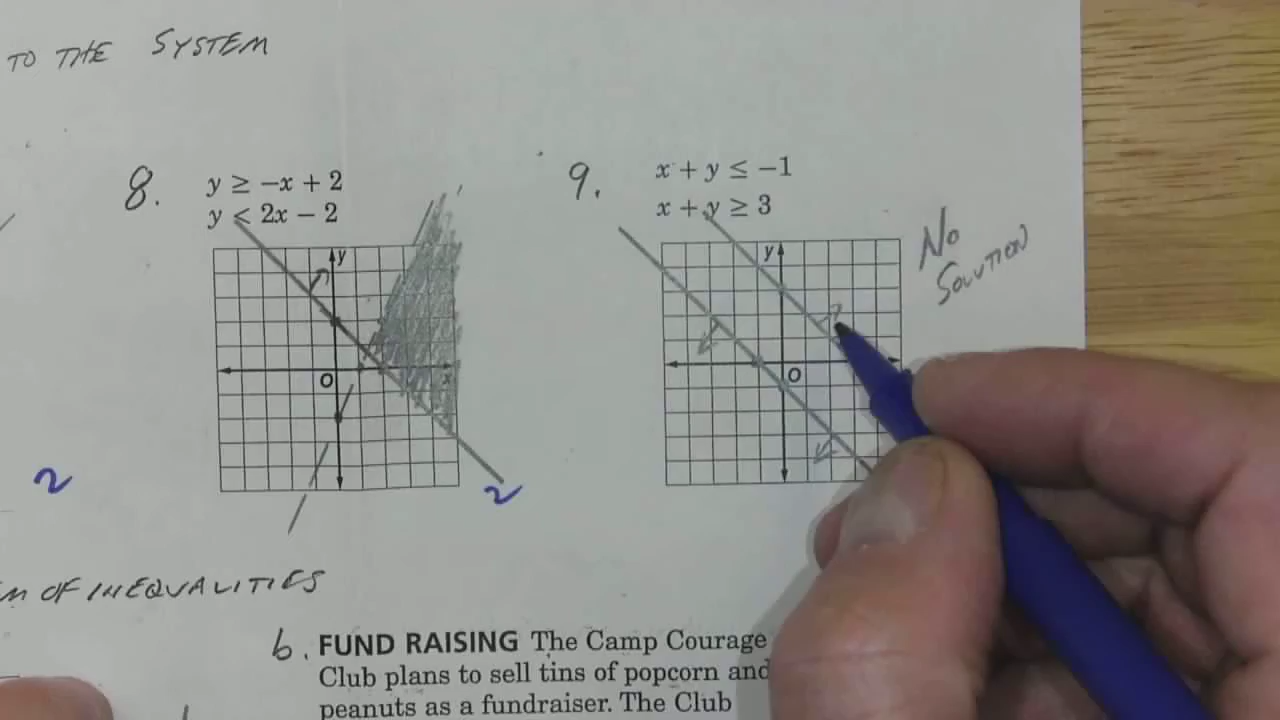 TO THE SYSTEM
8. y ≥ -x + 2
y < 2x - 2
9. x + y ≤ -1
x + y ≥ 3
No
SOLUTION
y
O
x
y
O
2
2
OF INEQUALITIES
6. FUND RAISING The Camp Courage
Club plans to sell tins of popcorn and
peanuts as a fundraiser. The Club